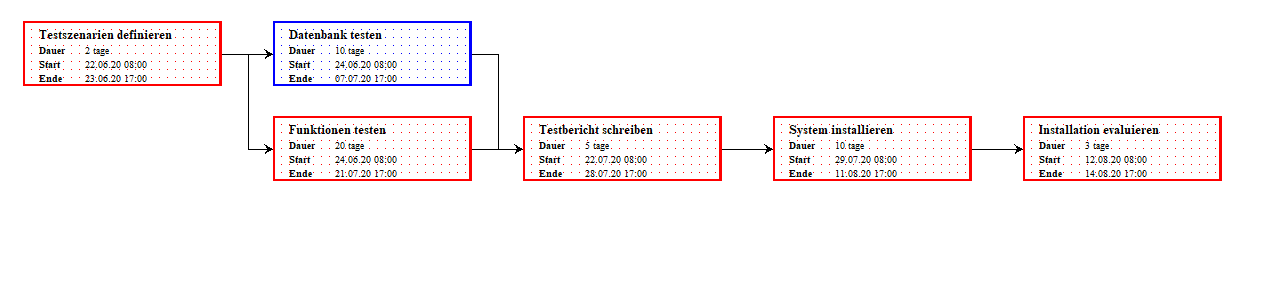 Testszenarien definieren
Dauer 2 tage
Start 22.06.20 08:00
Ende 23.06.20 17:00
Datenbank testen
Dauer 10 tage
Start 24.06.20 08:00
Ende 07.07.20 17:00
Funktionen testen
Dauer 20 tage
Start 24.06.20 08:00
Ende 21.07.20 17:00
Testbericht schreiben
Dauer 5 tage
Start 22.07.20 08:00
Ende 28.07.20 17:00
System installieren
Dauer 10 tage
Start 29.07.20 08:00
Ende 11.08.20 17:00
Installation evaluieren
Dauer 3 tage
Start 12.08.20 08:00
Ende 14.08.20 17:00